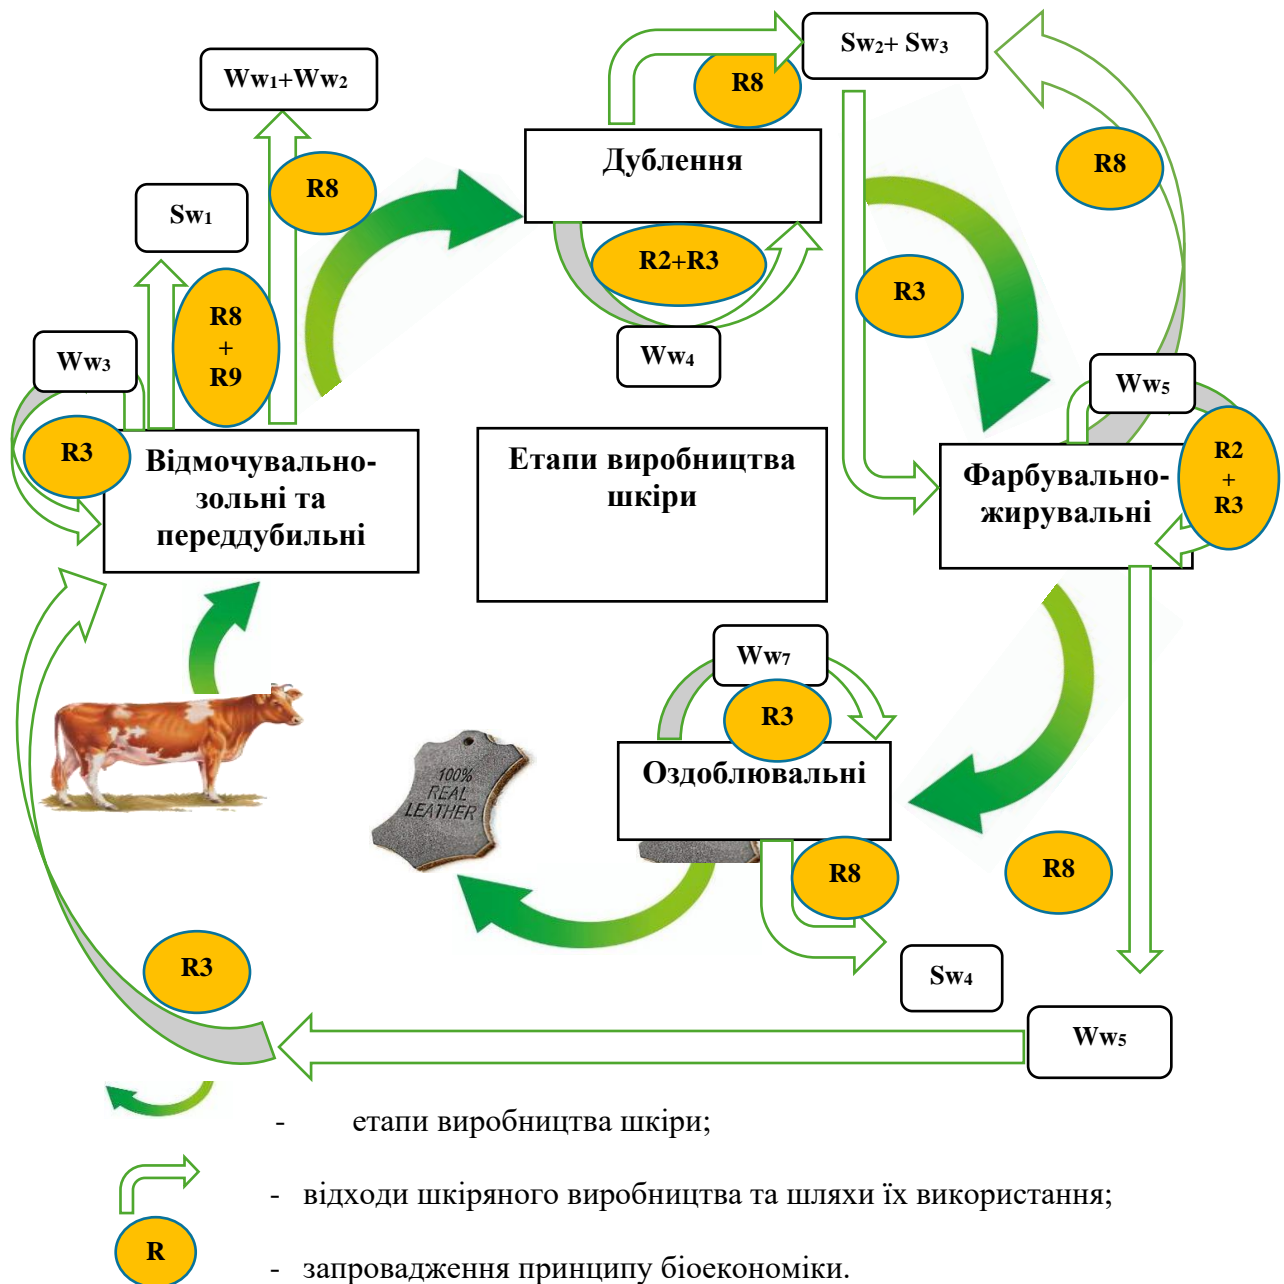 Sw2+ Sw3
Ww1+Ww2
R8
R8
Дублення
R8
R8
Sw1
R2+R3
R3
R8
+
R9
Ww3
Ww4
Ww5
R3
Відмочувально-
зольні та
переддубильні
Етапи виробництва
шкіри
Фарбувально-
жирувальні
R2
+
R3
Ww7
R3
Оздоблювальні
100%
REAL
LEATHER
R8
R8
R3
Sw4
Ww5
- етапи виробництва шкіри;
- відходи шкіряного виробництва та шляхи їх використання;
R
- запровадження принципу біоекономіки.